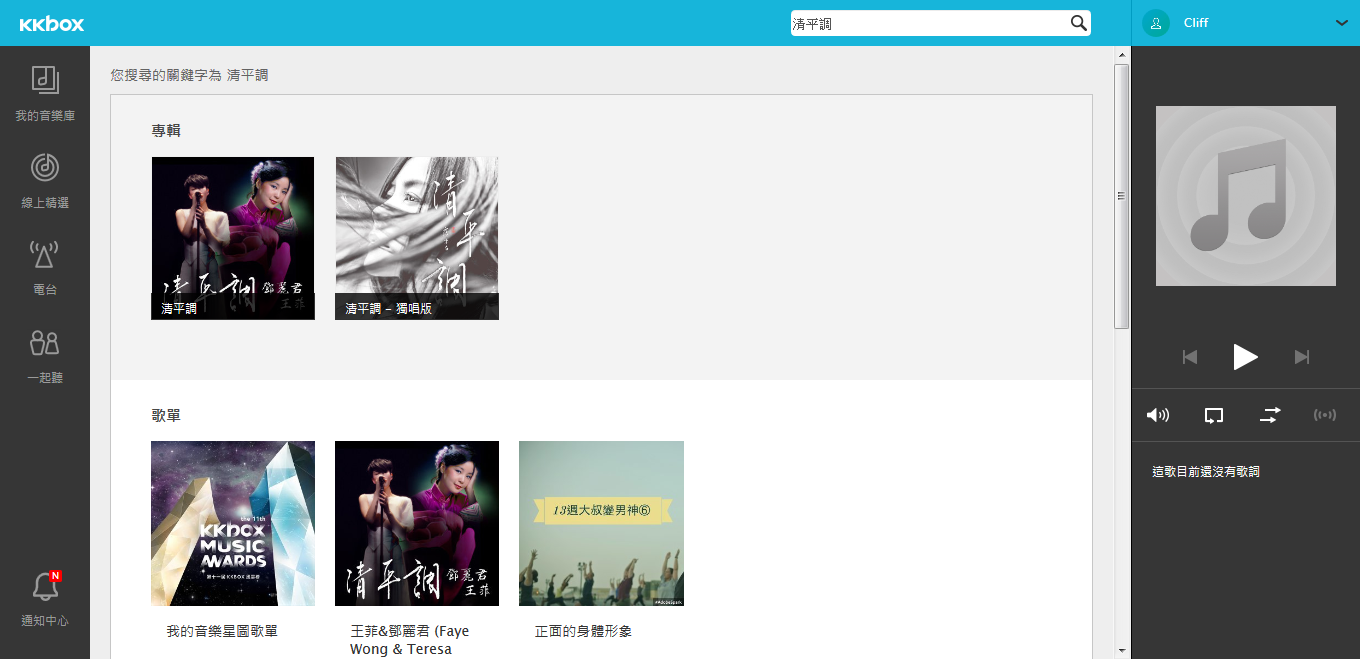 KKBOX
清平調
Cliff
我的音樂庫
線上精選
電台
一起聽
通知中心
N
您搜尋的關鍵字為 清平調
專輯
清平調 鄧麗君
王菲
清平調
清平調
清平調 – 獨唱版
歌單
the 11th
KKBOX
MUSIC
AWARDS
第十一屆 KKBOX 風雲榜
我的音樂星圖歌單
清平調 鄧麗君
王菲
王菲&鄧麗君 (Faye
Wong & Teresa
13週大叔變男神⑥
#AdobeSpark
正面的身體形象
這歌目前還沒有歌詞